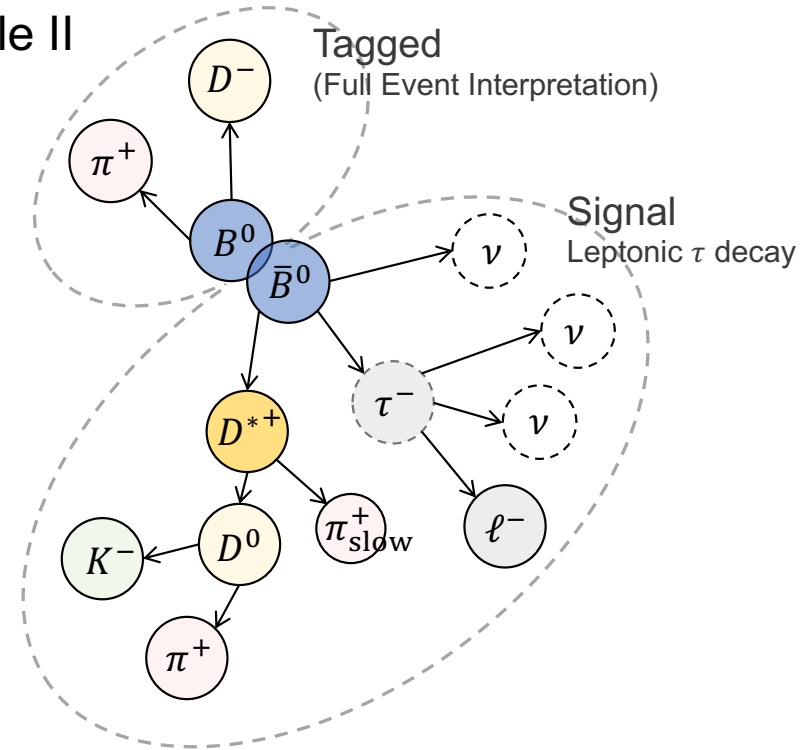 le II
Tagged
(Full Event Interpretation)
D⁻
π⁺
B⁰
B̄⁰
Signal
Leptonic τ decay
ν
ν
τ⁻
ν
D*⁺
π⁺slow
ℓ⁻
K⁻
D⁰
π⁺